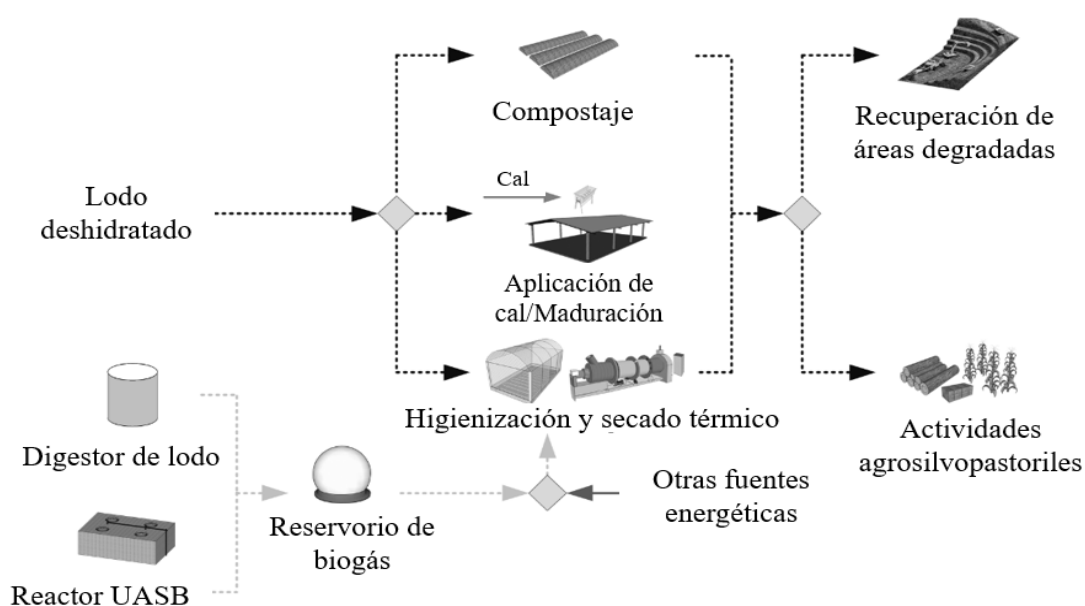 Compostaje
Recuperación de
áreas degradadas
Cal
Lodo
deshidratado
Aplicación de
cal/Maduración
Higienización y secado térmico
Digestor de lodo
Actividades
agrosilvopastoriles
Otras fuentes
energéticas
Reservorio de
biogás
Reactor UASB